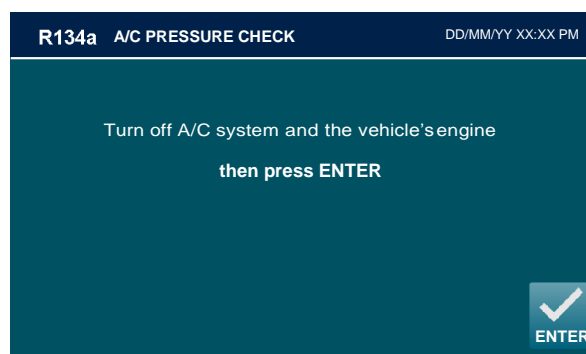 R134a A/C PRESSURE CHECK DD/MM/YY XX:XX PM
Turn off A/C system and the vehicle's engine
then press ENTER
ENTER